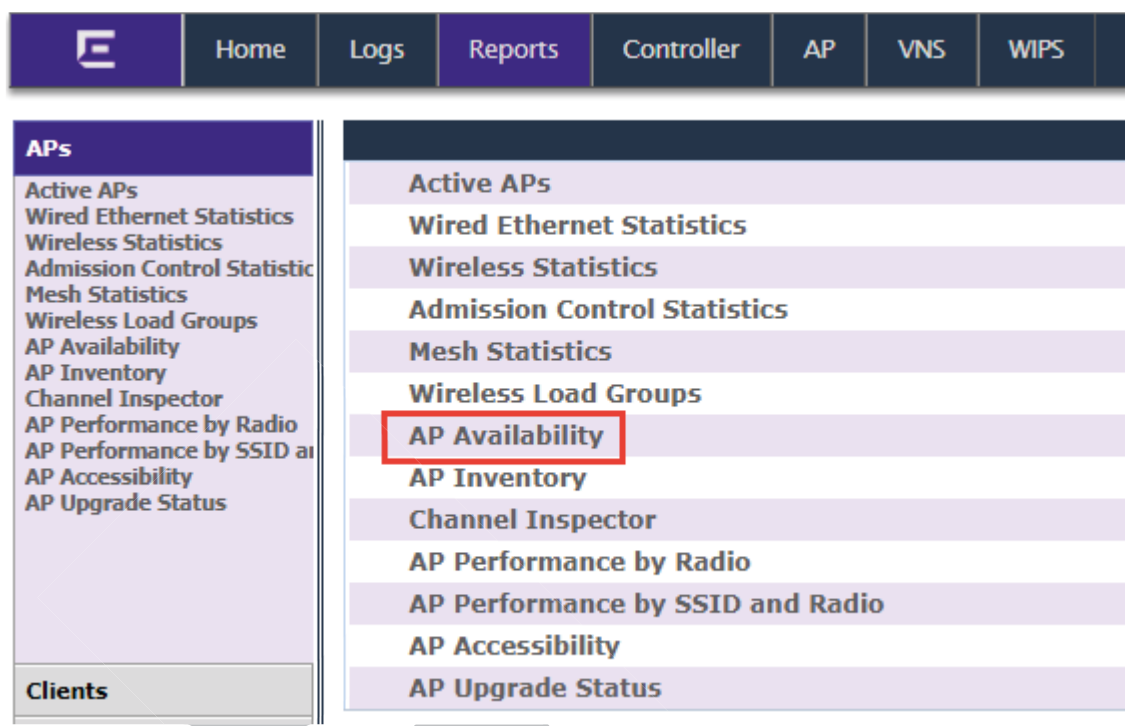 Home Logs Reports Controller AP VNS WIPS
APs
Active APs
Wired Ethernet Statistics
Wireless Statistics
Admission Control Statistic
Mesh Statistics
Wireless Load Groups
AP Availability
AP Inventory
Channel Inspector
AP Performance by Radio
AP Performance by SSID a
AP Accessibility
AP Upgrade Status
Clients
Active APs
Wired Ethernet Statistics
Wireless Statistics
Admission Control Statistics
Mesh Statistics
Wireless Load Groups
AP Availability
AP Inventory
Channel Inspector
AP Performance by Radio
AP Performance by SSID and Radio
AP Accessibility
AP Upgrade Status